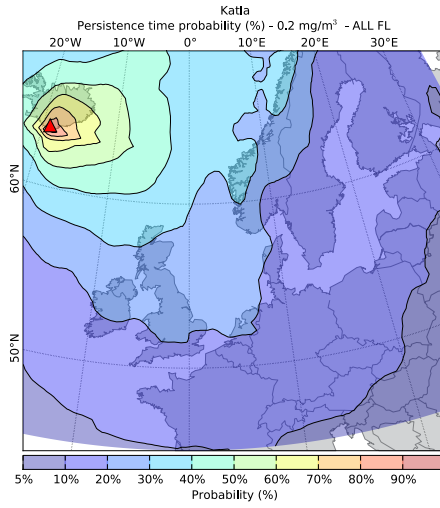 Katla
Persistence time probability (%) - 0.2 mg/m³ - ALL FL
20°W 10°W 0° 10°E 20°E 30°E
60°N
50°N
5% 10% 20% 30% 40% 50% 60% 70% 80% 90%
Probability (%)